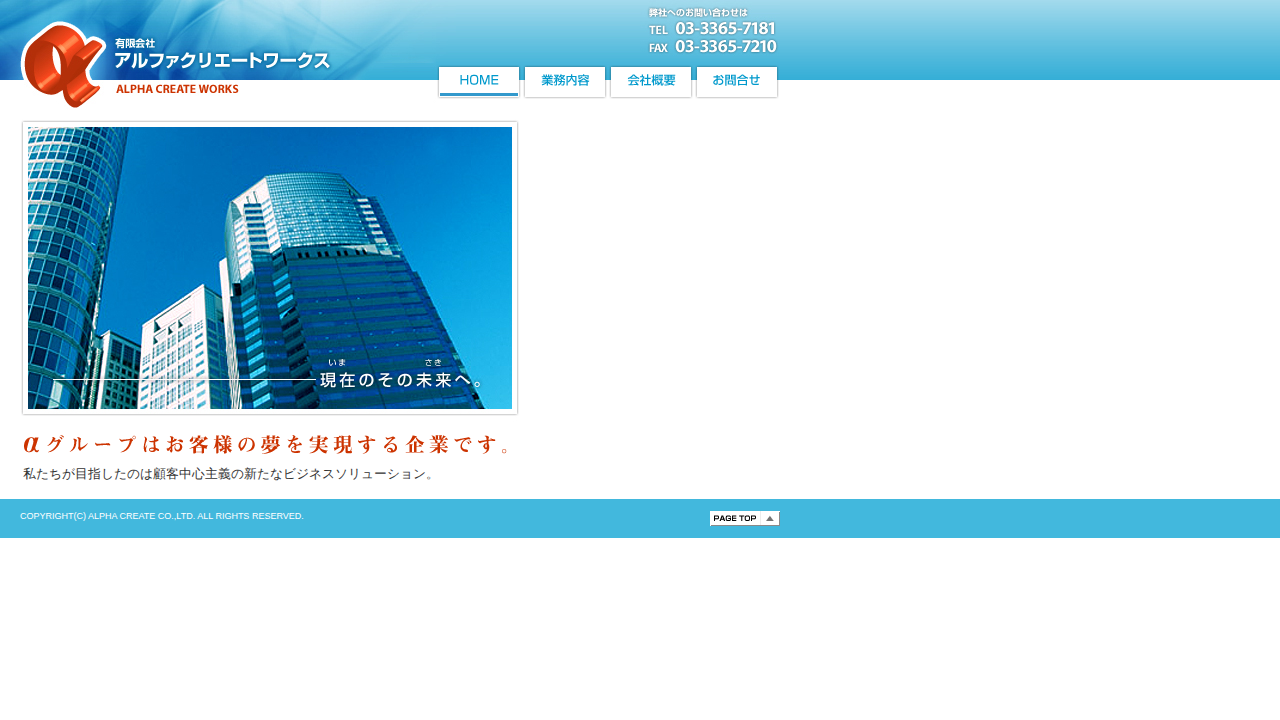 弊社へのお問い合わせは
TEL 03-3365-7181
FAX 03-3365-7210
有限会社
アルファクリエートワークス
ALPHA CREATE WORKS
HOME 業務内容 会社概要 お問合せ
いま さき
現在のその未来へ。
αグループはお客様の夢を実現する企業です。
私たちが目指したのは顧客中心主義の新たなビジネスソリューション。
COPYRIGHT(C) ALPHA CREATE CO.,LTD. ALL RIGHTS RESERVED.
PAGE TOP